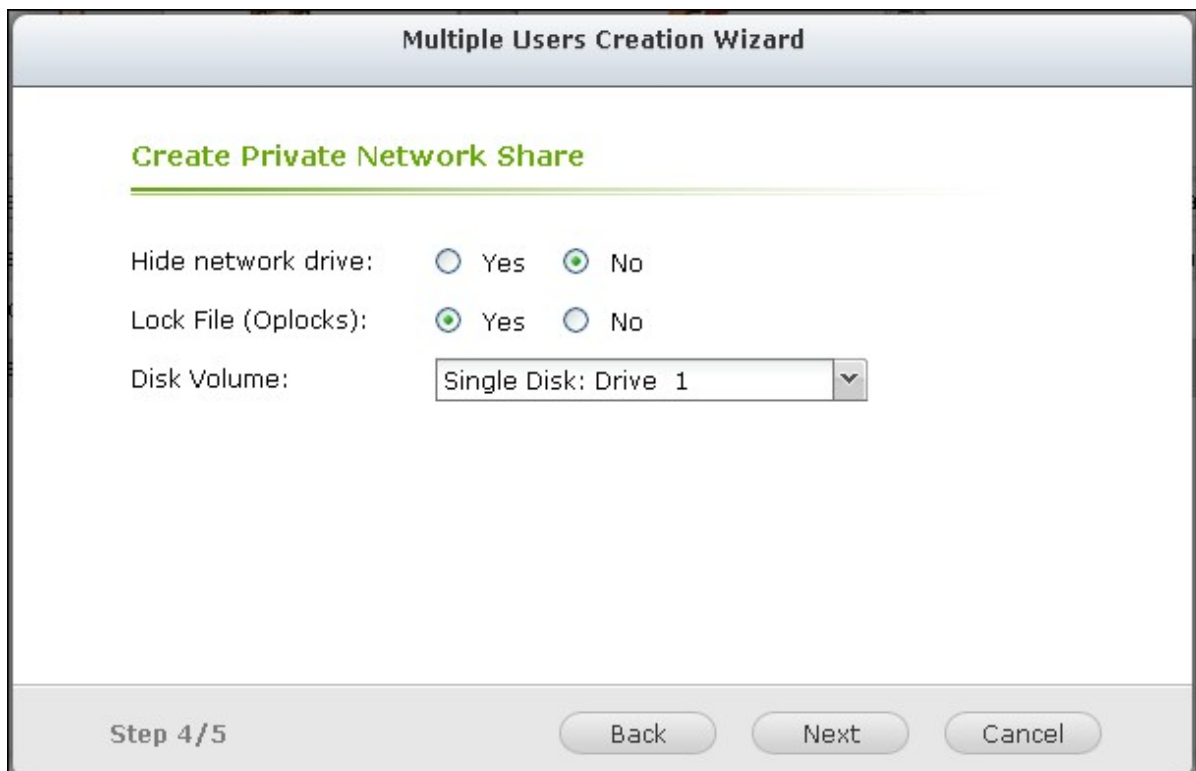 Multiple Users Creation Wizard
Create Private Network Share
Hide network drive: Yes No
Lock File (Oplocks): Yes No
Disk Volume: Single Disk: Drive 1
Step 4/5 Back Next Cancel